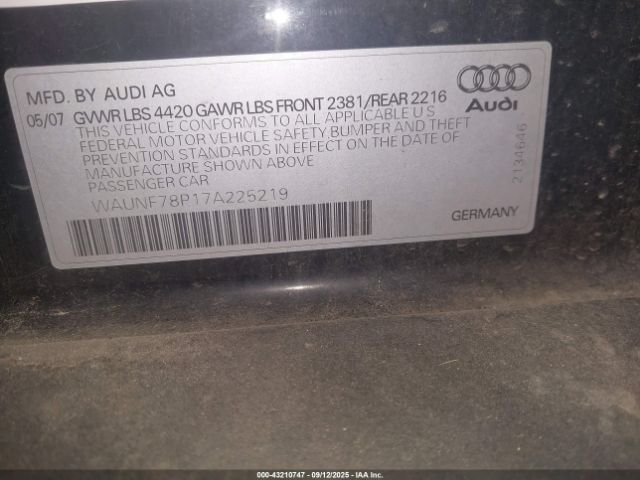 MFD. BY AUDI AG
05/07 GVWR LBS 4420 GAWR LBS FRONT 2381/REAR 2216
THIS VEHICLE CONFORMS TO ALL APPLICABLE U S
FEDERAL MOTOR VEHICLE SAFETY, BUMPER AND THEFT
PREVENTION STANDARDS IN EFFECT ON THE DATE OF
MANUFACTURE SHOWN ABOVE
PASSENGER CAR
WAUNF78P17A225219
Audi
2134646
GERMANY
000-43210747 - 09/12/2025 - IAA Inc.